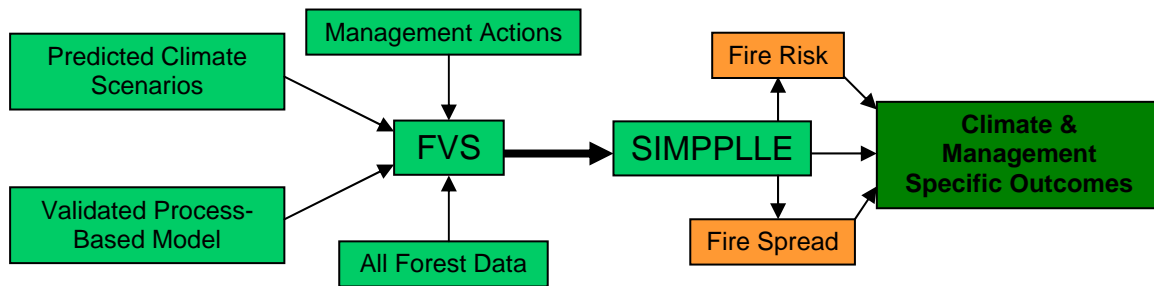 Predicted Climate
Scenarios
Management Actions
Validated Process-
Based Model
All Forest Data
FVS
SIMPPLLE
Fire Risk
Fire Spread
Climate &
Management
Specific Outcomes